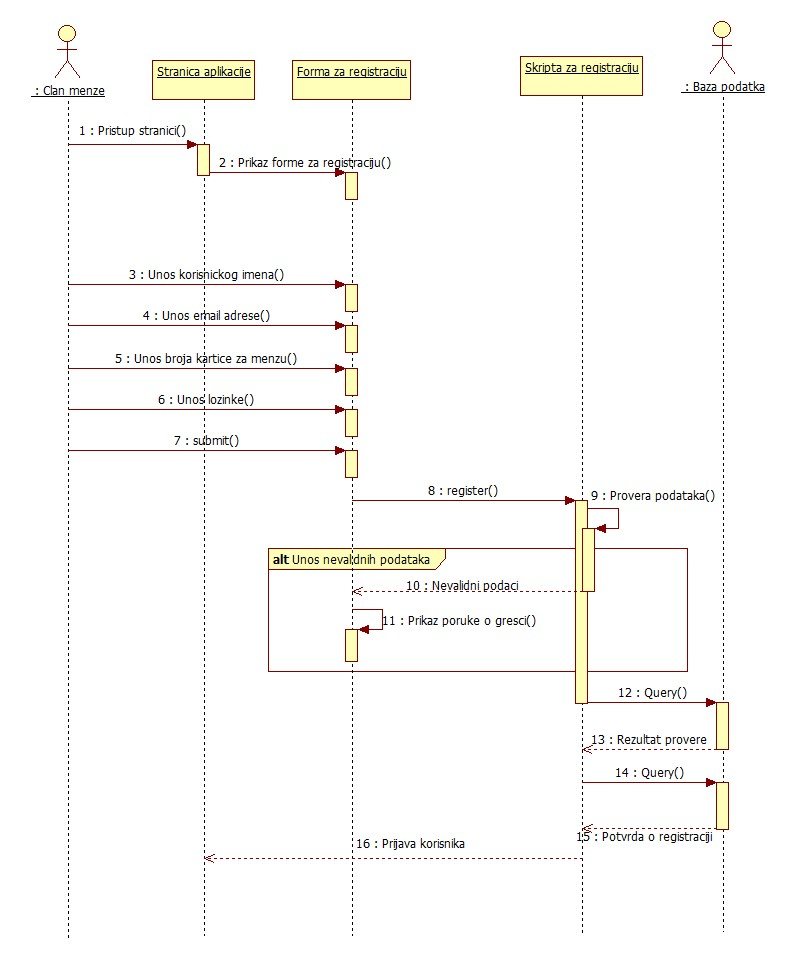 : Clan menze
Stranica aplikacije
Forma za registraciju
Skripta za registraciju
: Baza podatka
1 : Pristup stranici()
2 : Prikaz forme za registraciju()
3 : Unos korisnickog imena()
4 : Unos email adrese()
5 : Unos broja kartice za menzu()
6 : Unos lozinke()
7 : submit()
8 : register()
9 : Provera podataka()
alt Unos nevalidnih podataka
10 : Nevalidni podaci
11 : Prikaz poruke o gresci()
12 : Query()
13 : Rezultat provere
14 : Query()
15 : Potvrda o registraciji
16 : Prijava korisnika